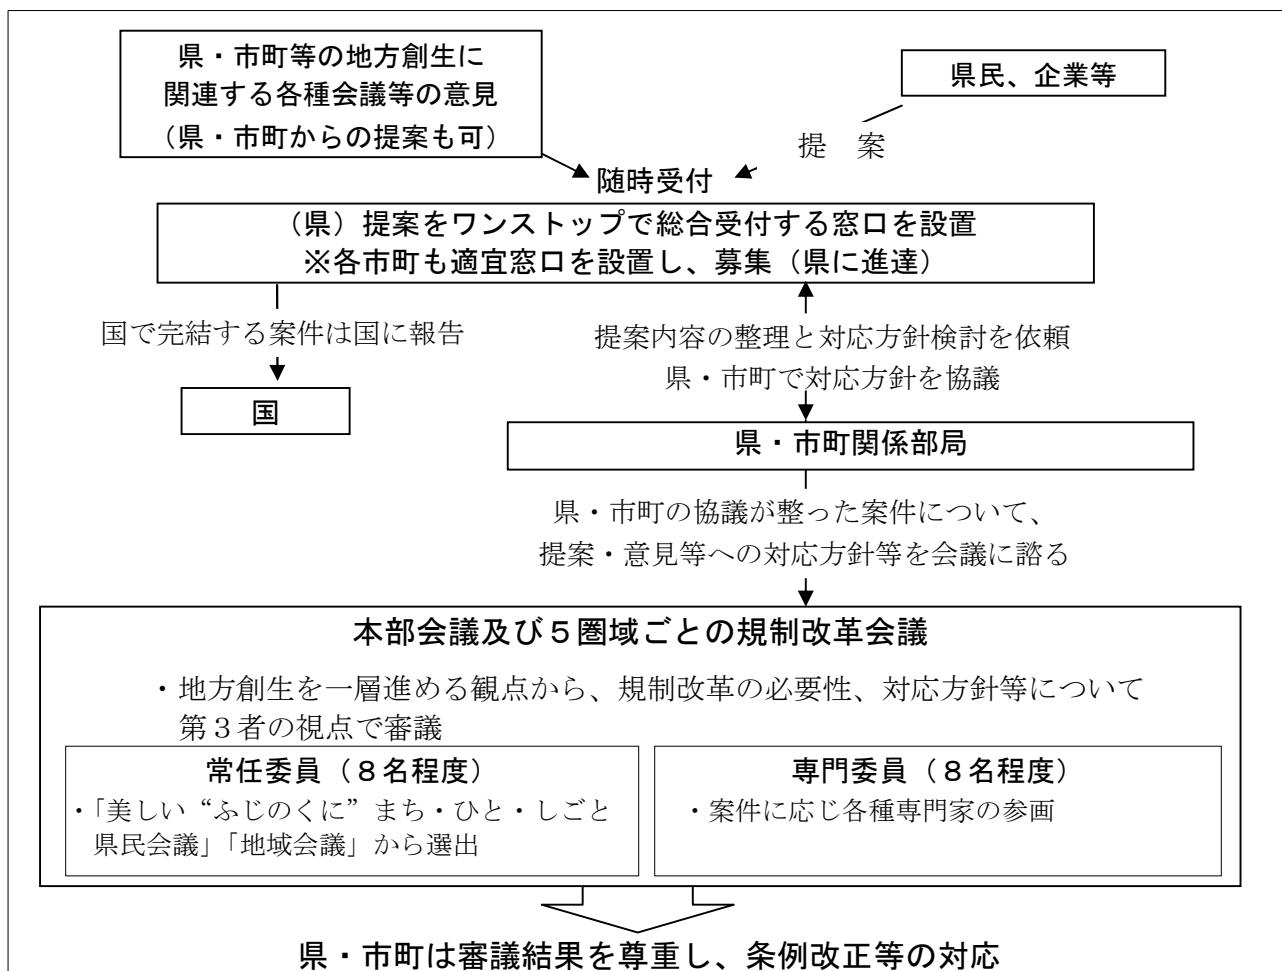 県・市町等の地方創生に
関連する各種会議等の意見
（県・市町からの提案も可）
県民、企業等
提　案
随時受付
（県）提案をワンストップで総合受付する窓口を設置
※各市町も適宜窓口を設置し、募集（県に進達）
国で完結する案件は国に報告
国
提案内容の整理と対応方針検討を依頼
県・市町で対応方針を協議
県・市町関係部局
県・市町の協議が整った案件について、
提案・意見等への対応方針等を会議に諮る
本部会議及び５圏域ごとの規制改革会議
・地方創生を一層進める観点から、規制改革の必要性、対応方針等について
第３者の視点で審議
常任委員（８名程度）
・「美しい“ふじのくに”まち・ひと・しごと
県民会議」「地域会議」から選出
専門委員（８名程度）
・案件に応じ各種専門家の参画
県・市町は審議結果を尊重し、条例改正等の対応